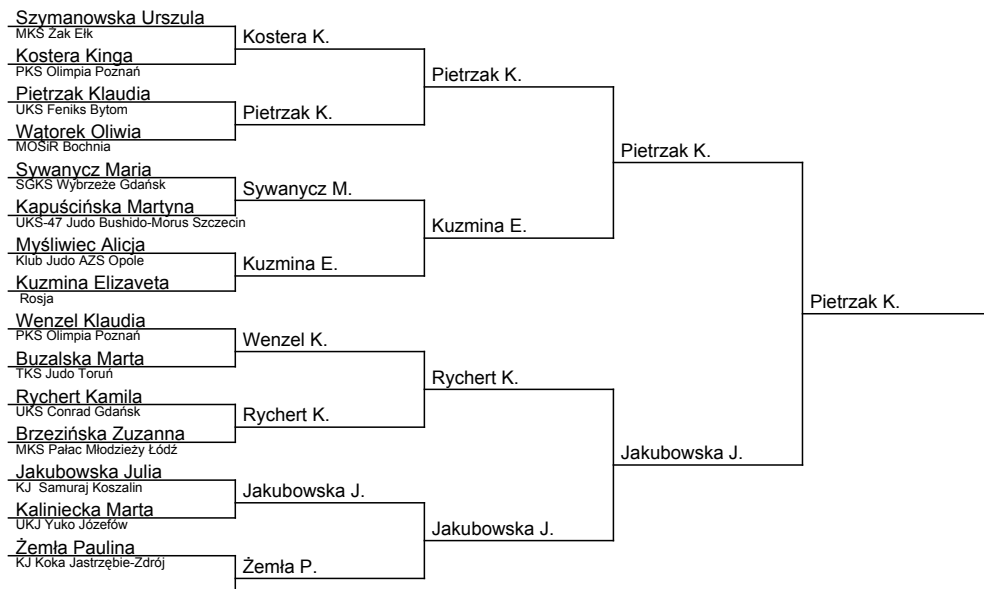 Szymanowska Urszula
MKS Żak Ełk
Kostera K.
Kostera Kinga
PKS Olimpia Poznań
Pietrzak K.
Pietrzak Klaudia
UKS Feniks Bytom
Pietrzak K.
Wątorek Oliwia
MOSiR Bochnia
Pietrzak K.
Sywanycz Maria
SGKS Wybrzeże Gdańsk
Sywanycz M.
Kapuścińska Martyna
UKS-47 Judo Bushido-Morus Szczecin
Kuzmina E.
Myśliwiec Alicja
Klub Judo AZS Opole
Kuzmina E.
Kuzmina Elizaveta
Rosja
Pietrzak K.
Wenzel Klaudia
PKS Olimpia Poznań
Wenzel K.
Buzalska Marta
TKS Judo Toruń
Rychert K.
Rychert Kamila
UKS Conrad Gdańsk
Rychert K.
Brzezińska Zuzanna
MKS Pałac Młodzieży Łódź
Jakubowska J.
Jakubowska Julia
KJ Samuraj Koszalin
Jakubowska J.
Kaliniecka Marta
UKJ Yuko Józefów
Jakubowska J.
Żemła Paulina
KJ Koka Jastrzębie-Zdrój
Żemła P.